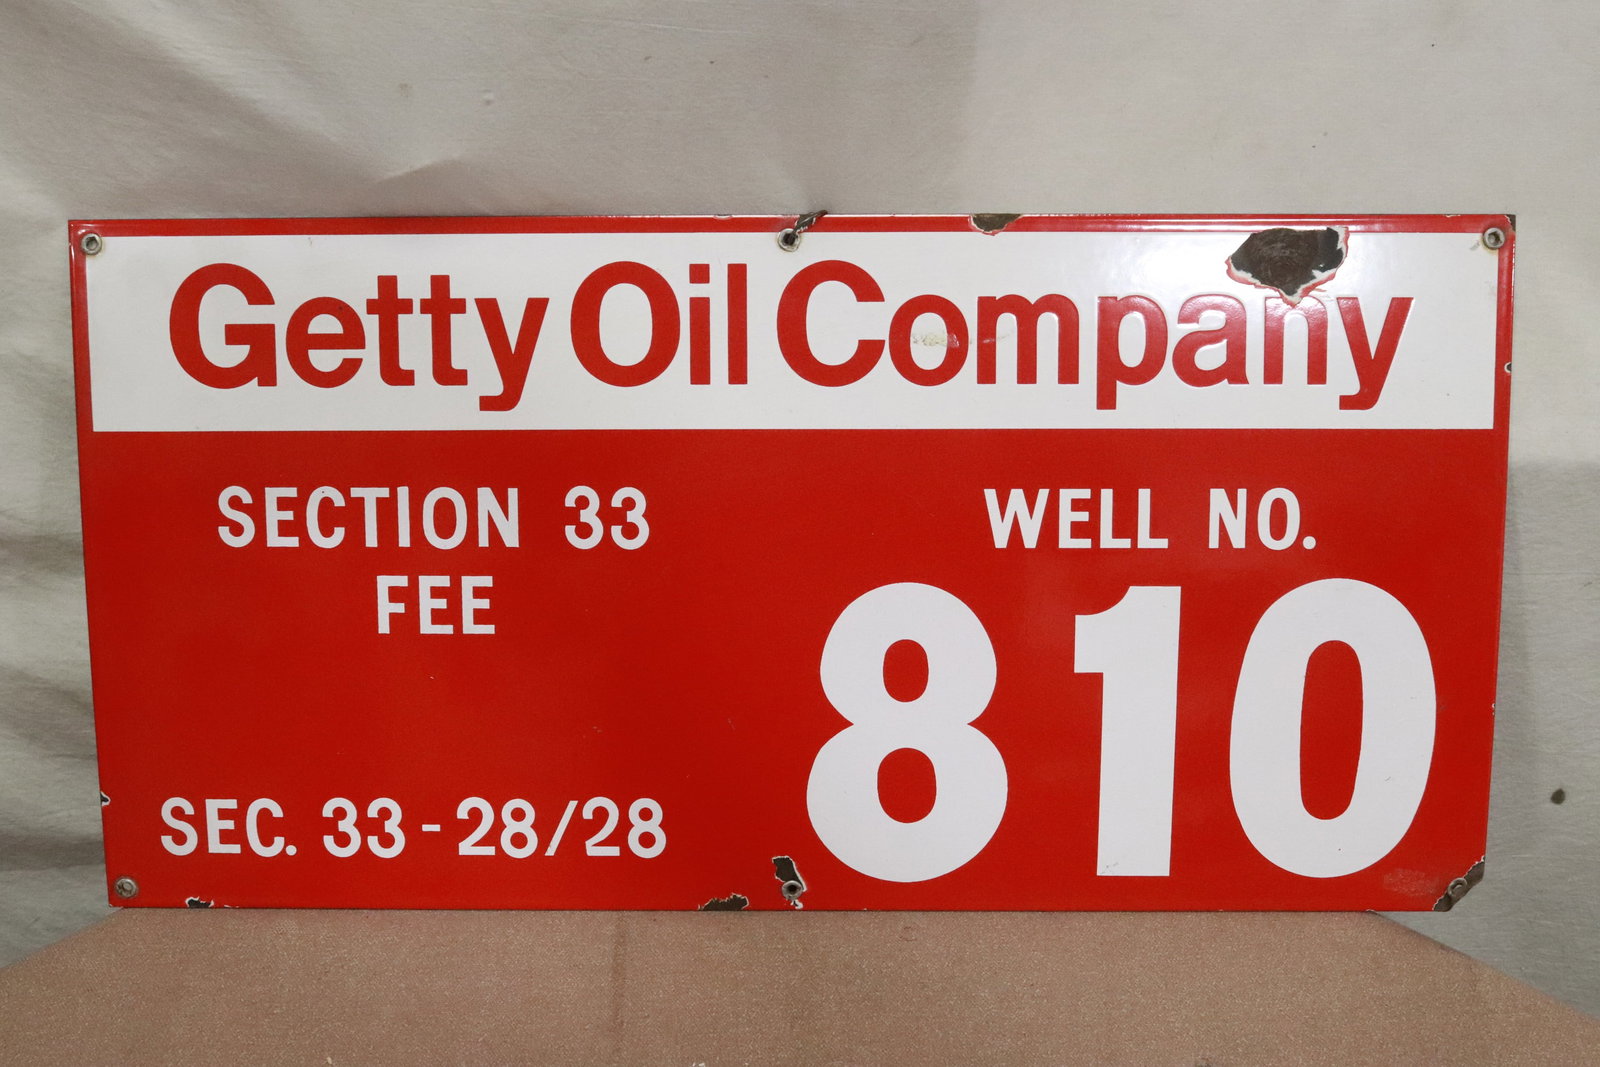 Getty Oil Company
SECTION 33
FEE
SEC. 33-28/28
WELL NO.
810